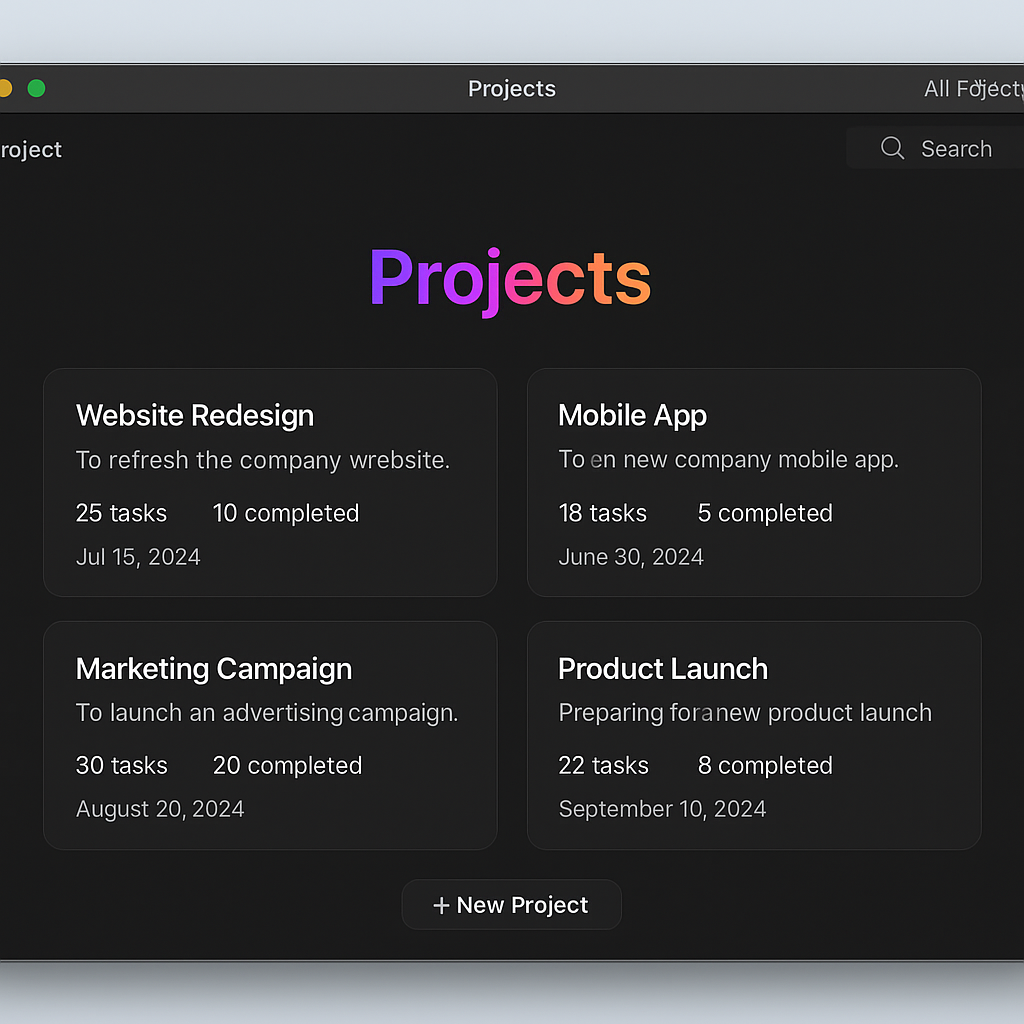 Projects
All
roject
Search
Projects
Website Redesign
To refresh the company wrebsite.
25 tasks 10 completed
Jul 15, 2024
Mobile App
To en new company mobile app.
18 tasks 5 completed
June 30, 2024
Marketing Campaign
To launch an advertising campaign.
30 tasks 20 completed
August 20, 2024
Product Launch
Preparing for a new product launch
22 tasks 8 completed
September 10, 2024
+ New Project